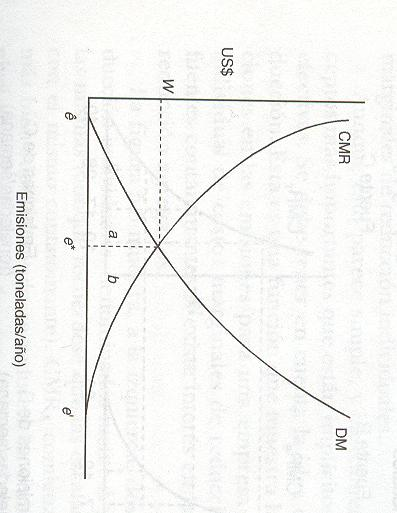 US$
CMR
DM
W
a
b
ê
e*
e'
Emisiones (toneladas/año)